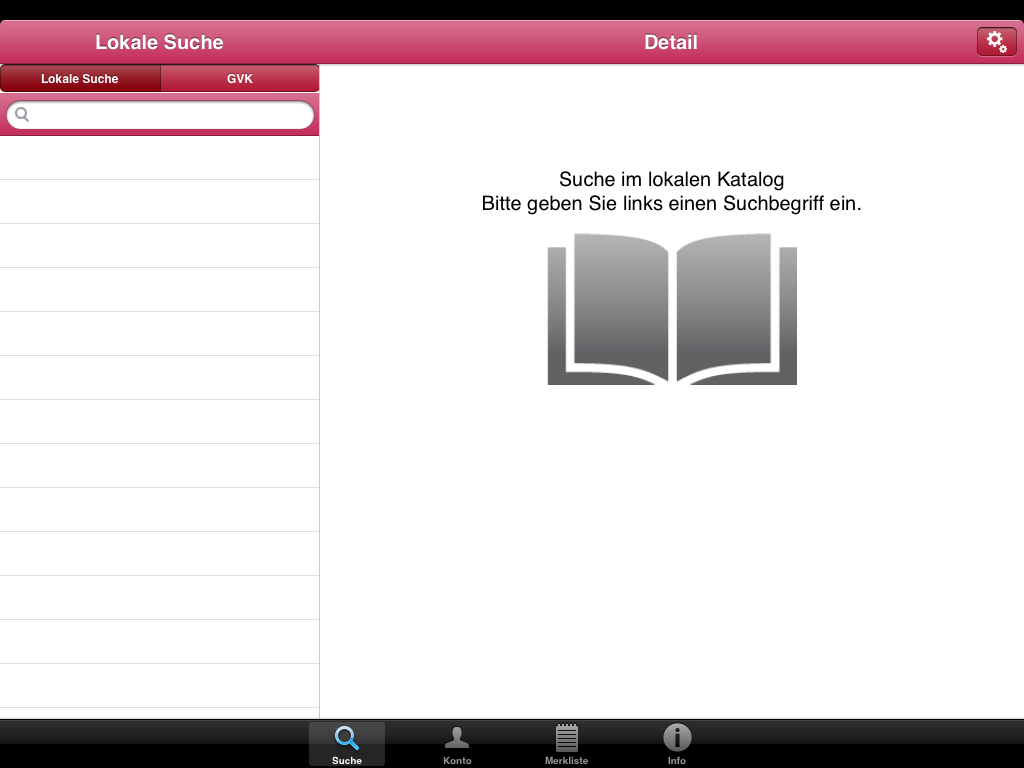 Lokale Suche
Detail
Lokale Suche
GVK
Suche im lokalen Katalog
Bitte geben Sie links einen Suchbegriff ein.
Suche
Konto
Merkliste
Info